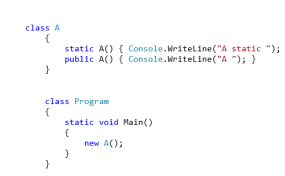 class A
{
static A() { Console.WriteLine("A static ");
public A() { Console.WriteLine("A "); }
}
class Program
{
static void Main()
{
new A();
}
}